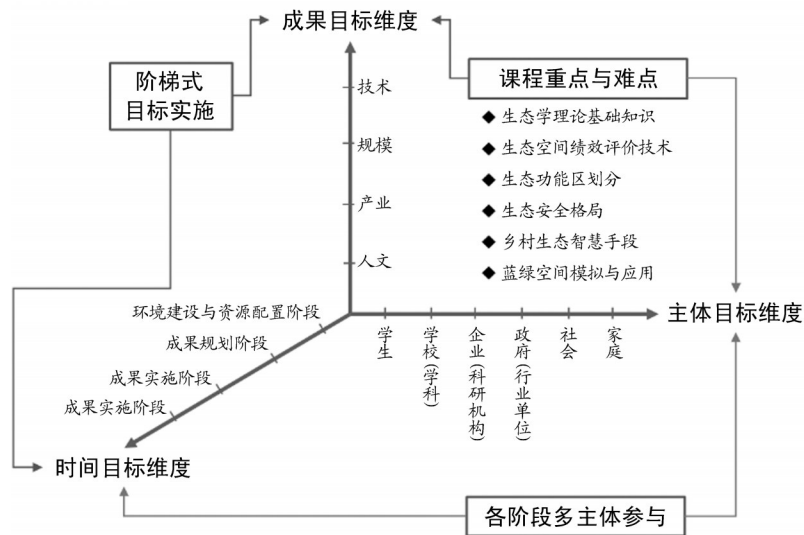 成果目标维度
阶梯式
目标实施
课程重点与难点
技术
规模
产业
人文
◆ 生态学理论基础知识
◆ 生态空间绩效评价技术
◆ 生态功能区划分
◆ 生态安全格局
◆ 乡村生态智慧手段
◆ 蓝绿空间模拟与应用
环境建设与资源配置阶段
成果规划阶段
成果实施阶段
成果实施阶段
主体目标维度
学生
学校(学科)
企业(科研机构)
政府(行业单位)
社会
家庭
时间目标维度
各阶段多主体参与